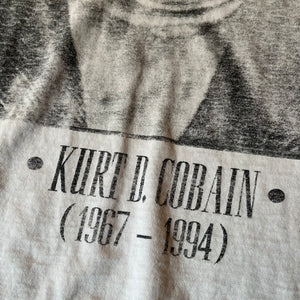 • KURT D. COBAIN •
(1967 – 1994)